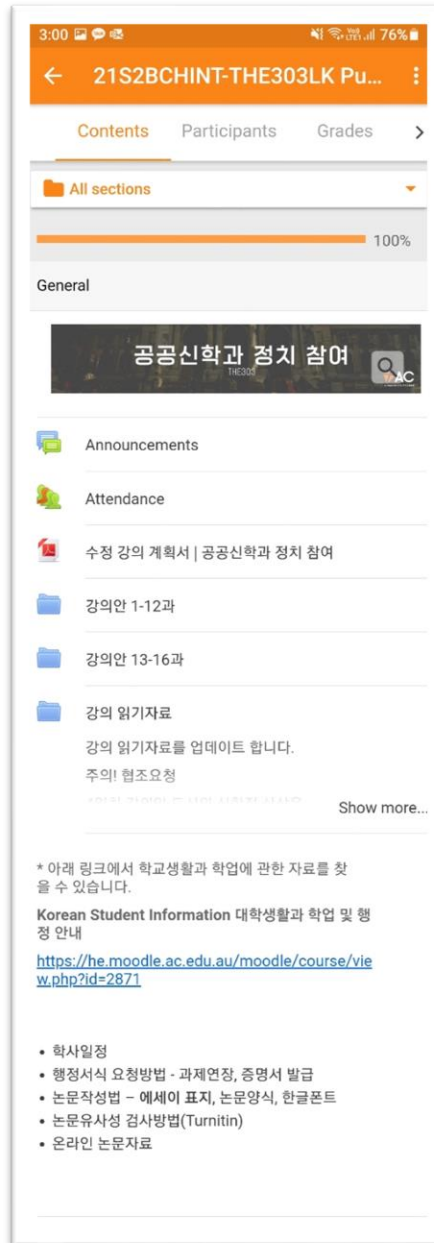 3:00 76%
21S2BCHINT-THE303LK Pu...
Contents Participants Grades
All sections
100%
General
공공신학과 정치 참여
THE303
AC
Announcements
Attendance
수정 강의 계획서 | 공공신학과 정치 참여
강의안 1-12과
강의안 13-16과
강의 읽기자료
강의 읽기자료를 업데이트 합니다.
주의! 협조요청
Show more...
* 아래 링크에서 학교생활과 학업에 관한 자료를 찾
을 수 있습니다.
Korean Student Information 대학생활과 학업 및 행
정 안내
https://he.moodle.ac.edu.au/moodle/course/vie
w.php?id=2871
• 학사일정
• 행정서식 요청방법 - 과제연장, 증명서 발급
• 논문작성법 – 에세이 표지, 논문양식, 한글폰트
• 논문유사성 검사방법(Turnitin)
• 온라인 논문자료